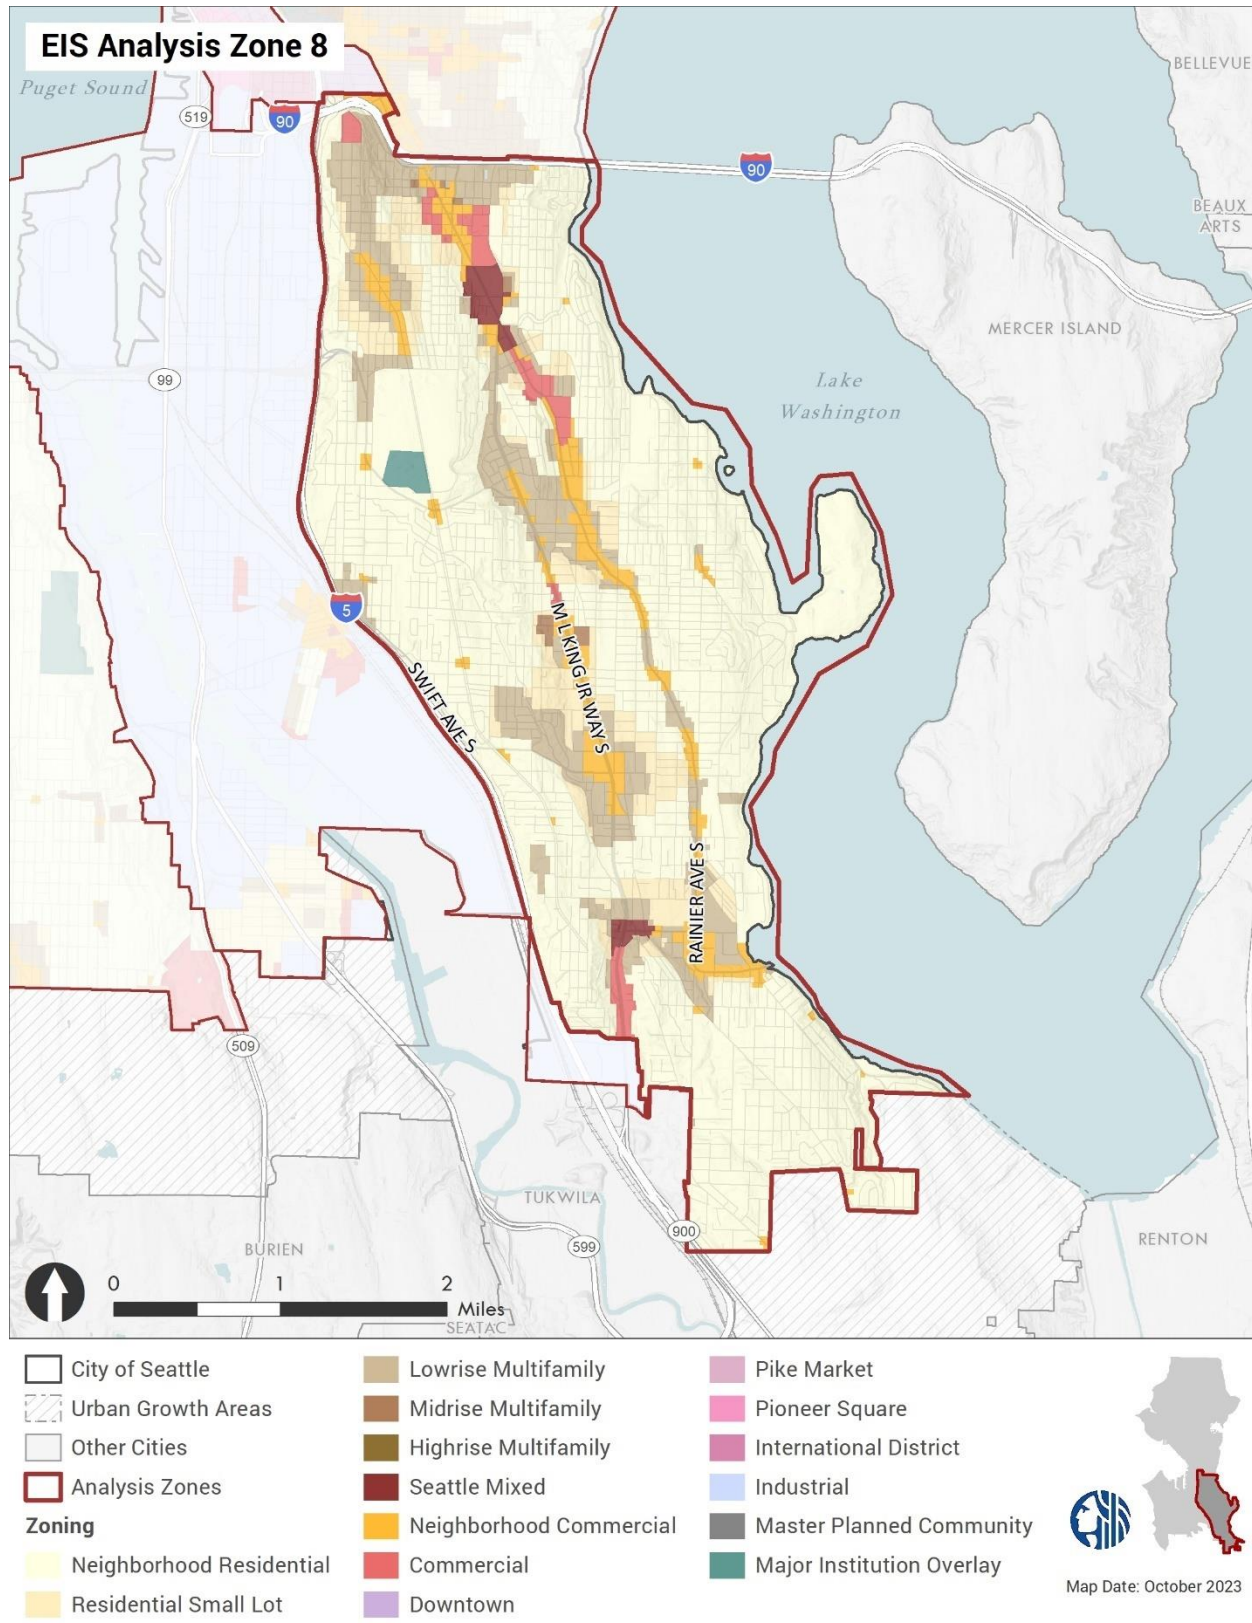 EIS Analysis Zone 8
Puget Sound
519
90
90
BELLEVUE
BEAUX
ARTS
MERCER ISLAND
99
Lake
Washington
5
M L KING JR WAY S
SWIFT AVE S
RAINIER AVE S
509
TUKWILA
900
599
RENTON
BURIEN
0 1 2
Miles
SEATAC
City of Seattle
Urban Growth Areas
Other Cities
Analysis Zones
Zoning
Neighborhood Residential
Residential Small Lot
Lowrise Multifamily
Midrise Multifamily
Highrise Multifamily
Seattle Mixed
Neighborhood Commercial
Commercial
Downtown
Pike Market
Pioneer Square
International District
Industrial
Master Planned Community
Major Institution Overlay
Map Date: October 2023